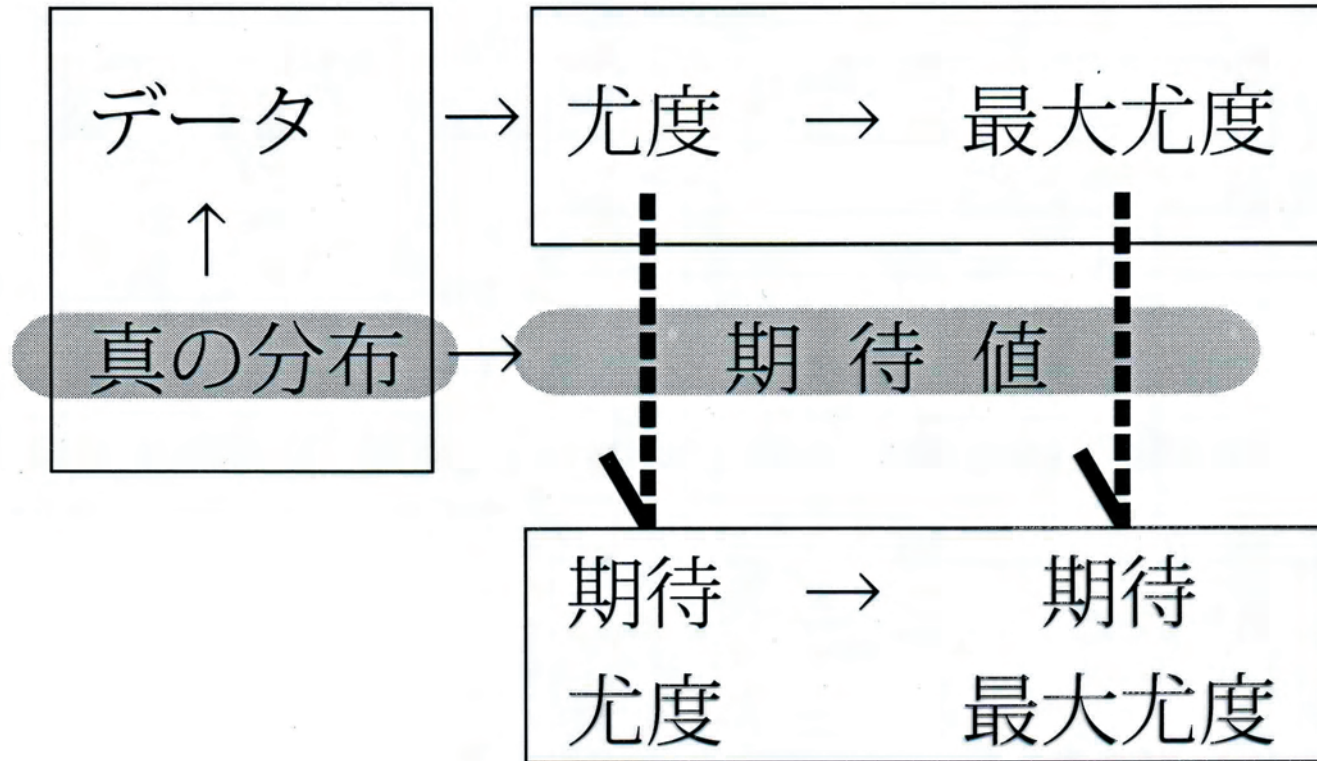 データ → 尤度 → 最大尤度
↑
真の分布 → 期待値
期待 → 期待
尤度 最大尤度